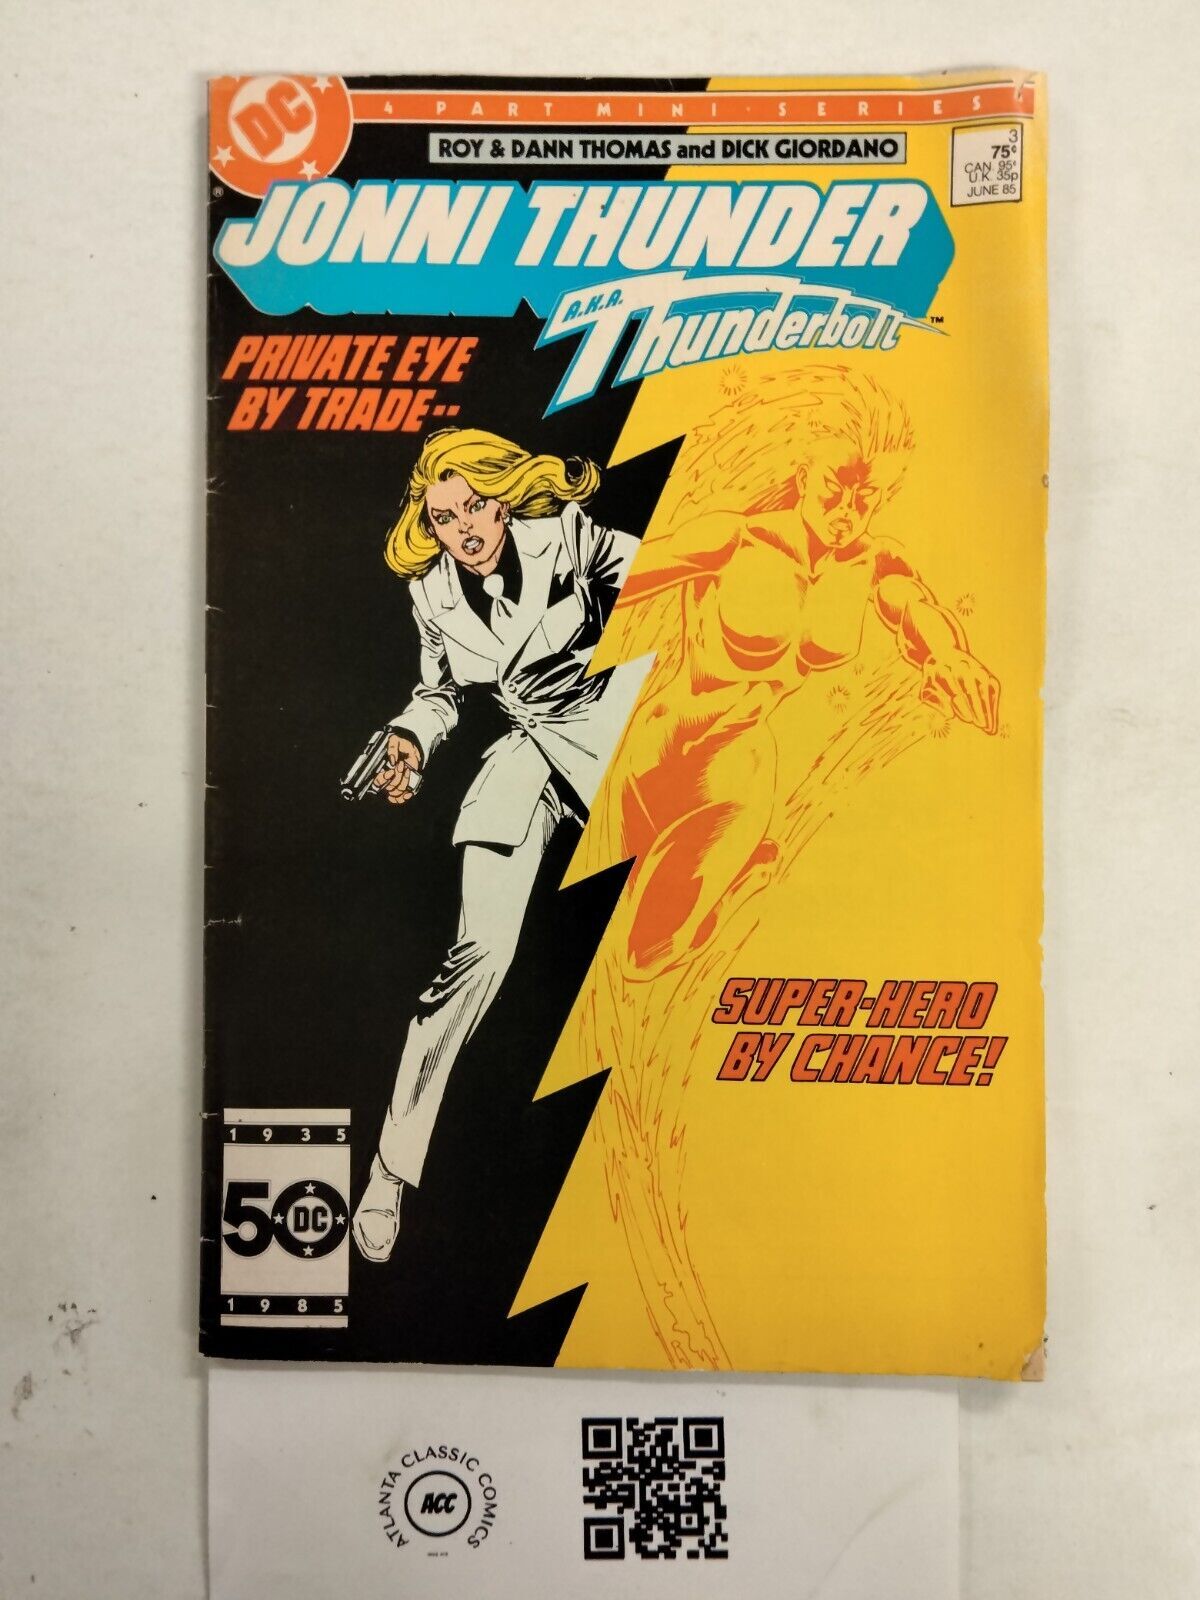 DC
4 PART MINI-SERIES
ROY & DANN THOMAS and DICK GIORDANO
3
75¢
CAN 95¢
U.K. 35p
JUNE 85
®
JONNI THUNDER
A.K.A.
Thunderbolt
™
PRIVATE EYE
BY TRADE--
SUPER-HERO
BY CHANCE!
1935
50 DC
1985
ATLANTA CLASSIC COMICS
ACC